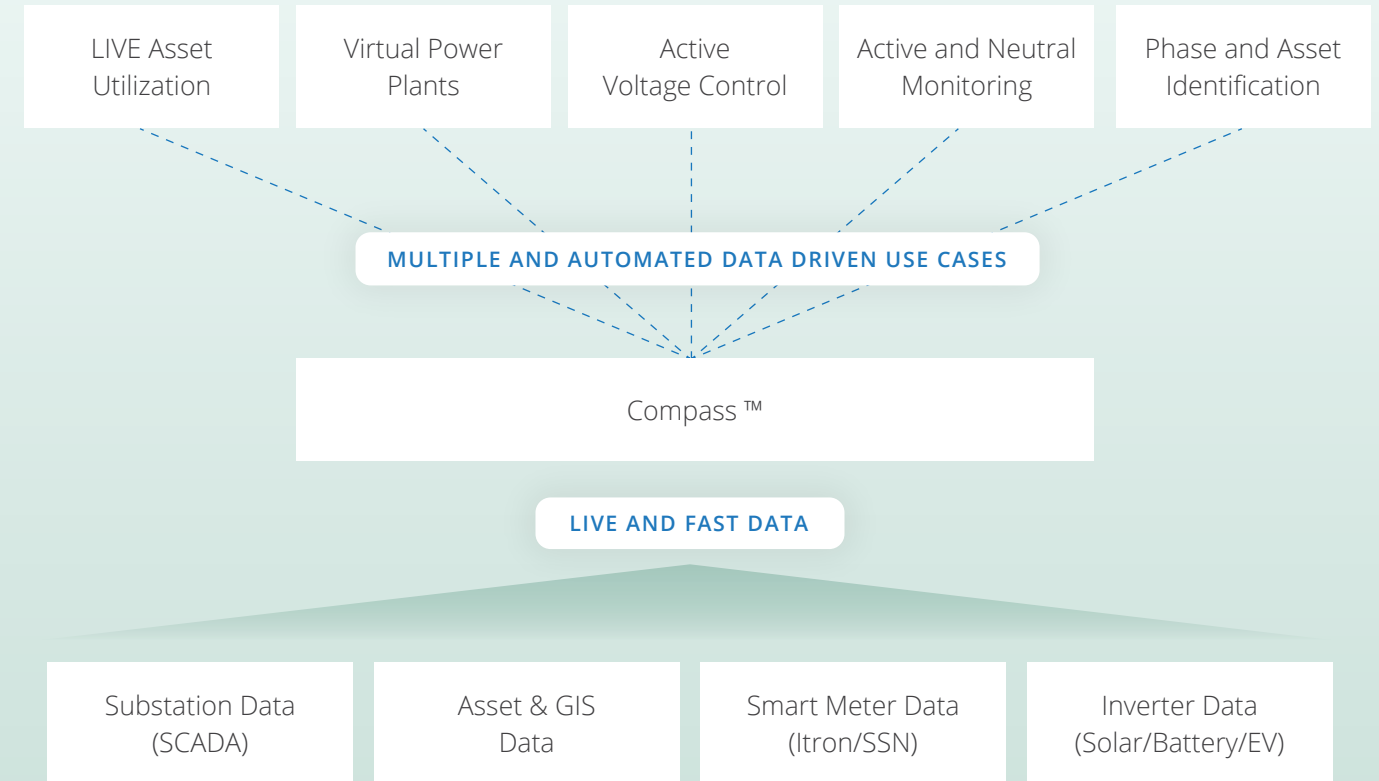 LIVE Asset
Utilization
Virtual Power
Plants
Active
Voltage Control
Active and Neutral
Monitoring
Phase and Asset
Identification
MULTIPLE AND AUTOMATED DATA DRIVEN USE CASES
Compass ™
LIVE AND FAST DATA
Substation Data
(SCADA)
Asset & GIS
Data
Smart Meter Data
(Itron/SSN)
Inverter Data
(Solar/Battery/EV)